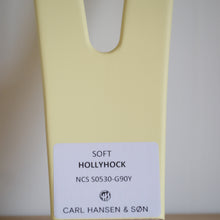 SOFT
HOLLYHOCK
NCS S0530-G90Y
CARL HANSEN & SØN